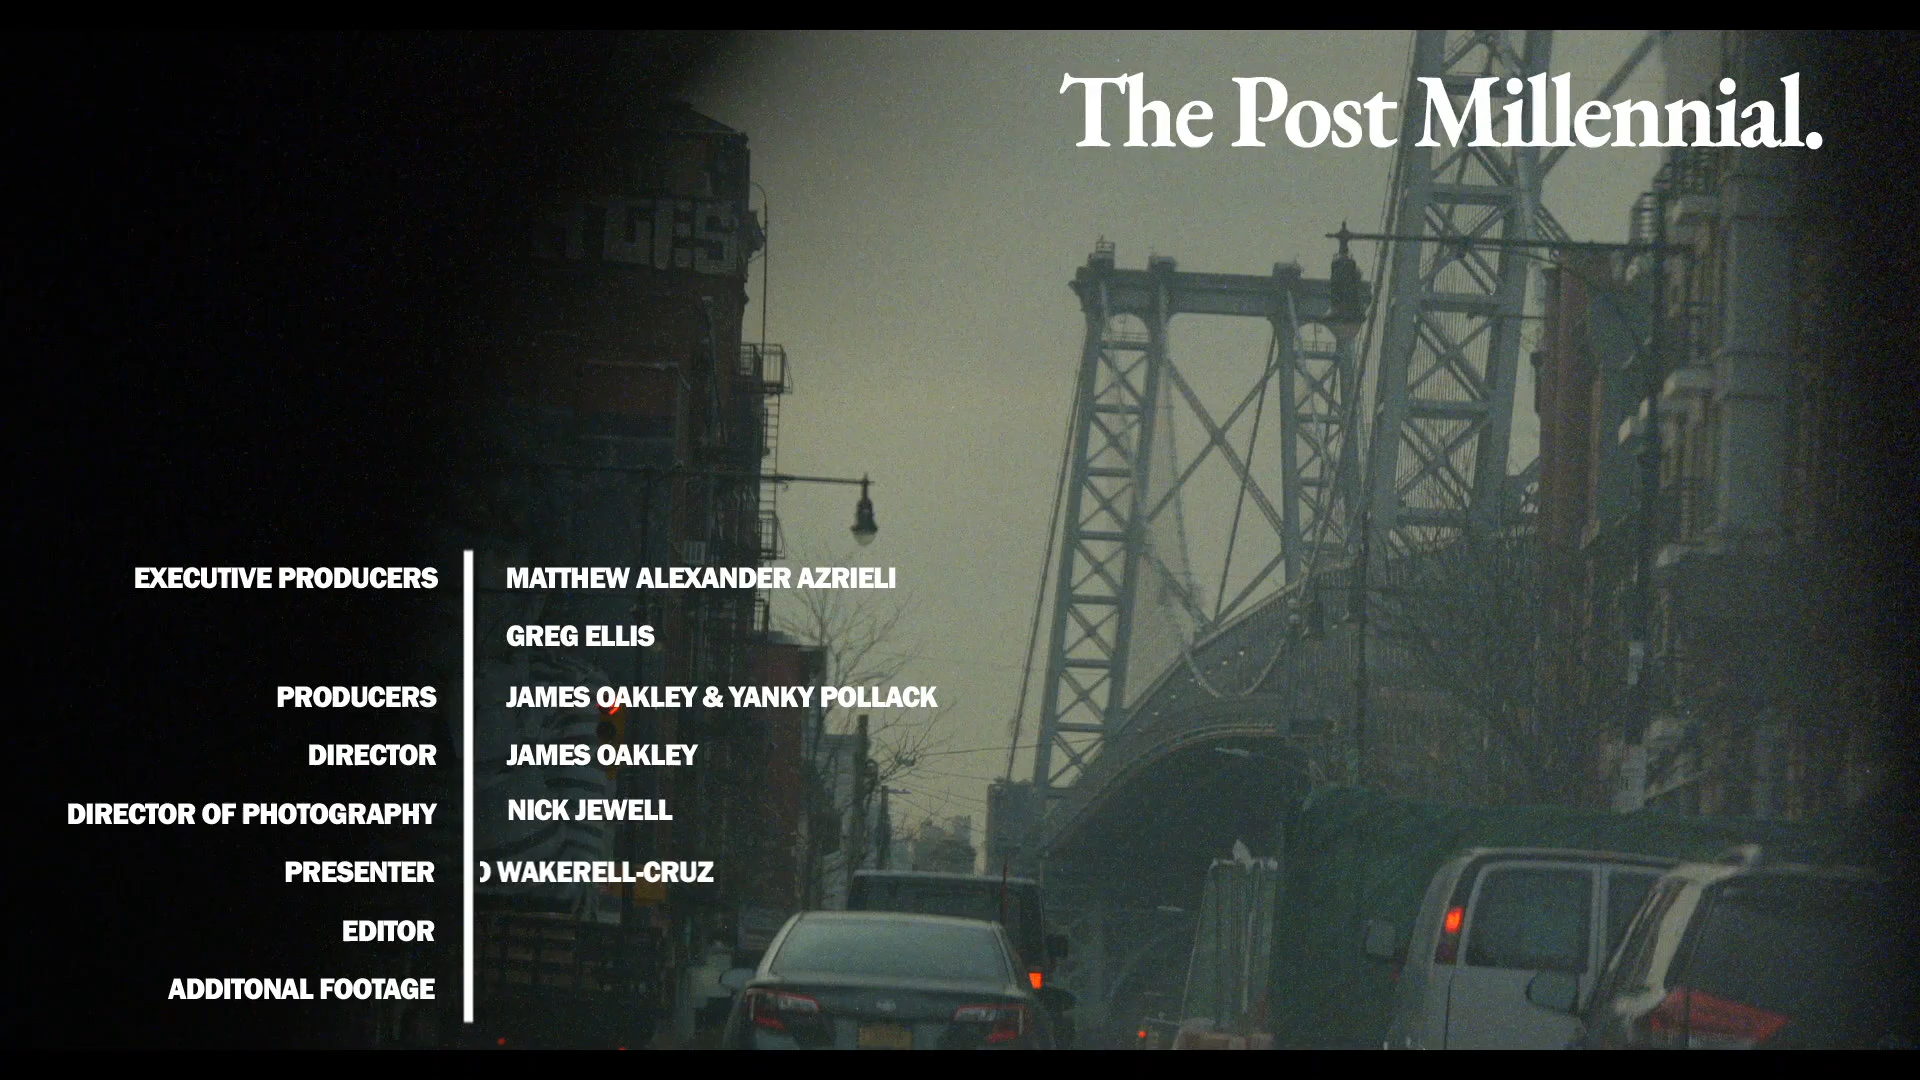 The Post Millennial.
EXECUTIVE PRODUCERS MATTHEW ALEXANDER AZRIELI
GREG ELLIS
PRODUCERS JAMES OAKLEY & YANKY POLLACK
DIRECTOR JAMES OAKLEY
DIRECTOR OF PHOTOGRAPHY NICK JEWELL
PRESENTER WAKERELL-CRUZ
EDITOR
ADDITONAL FOOTAGE